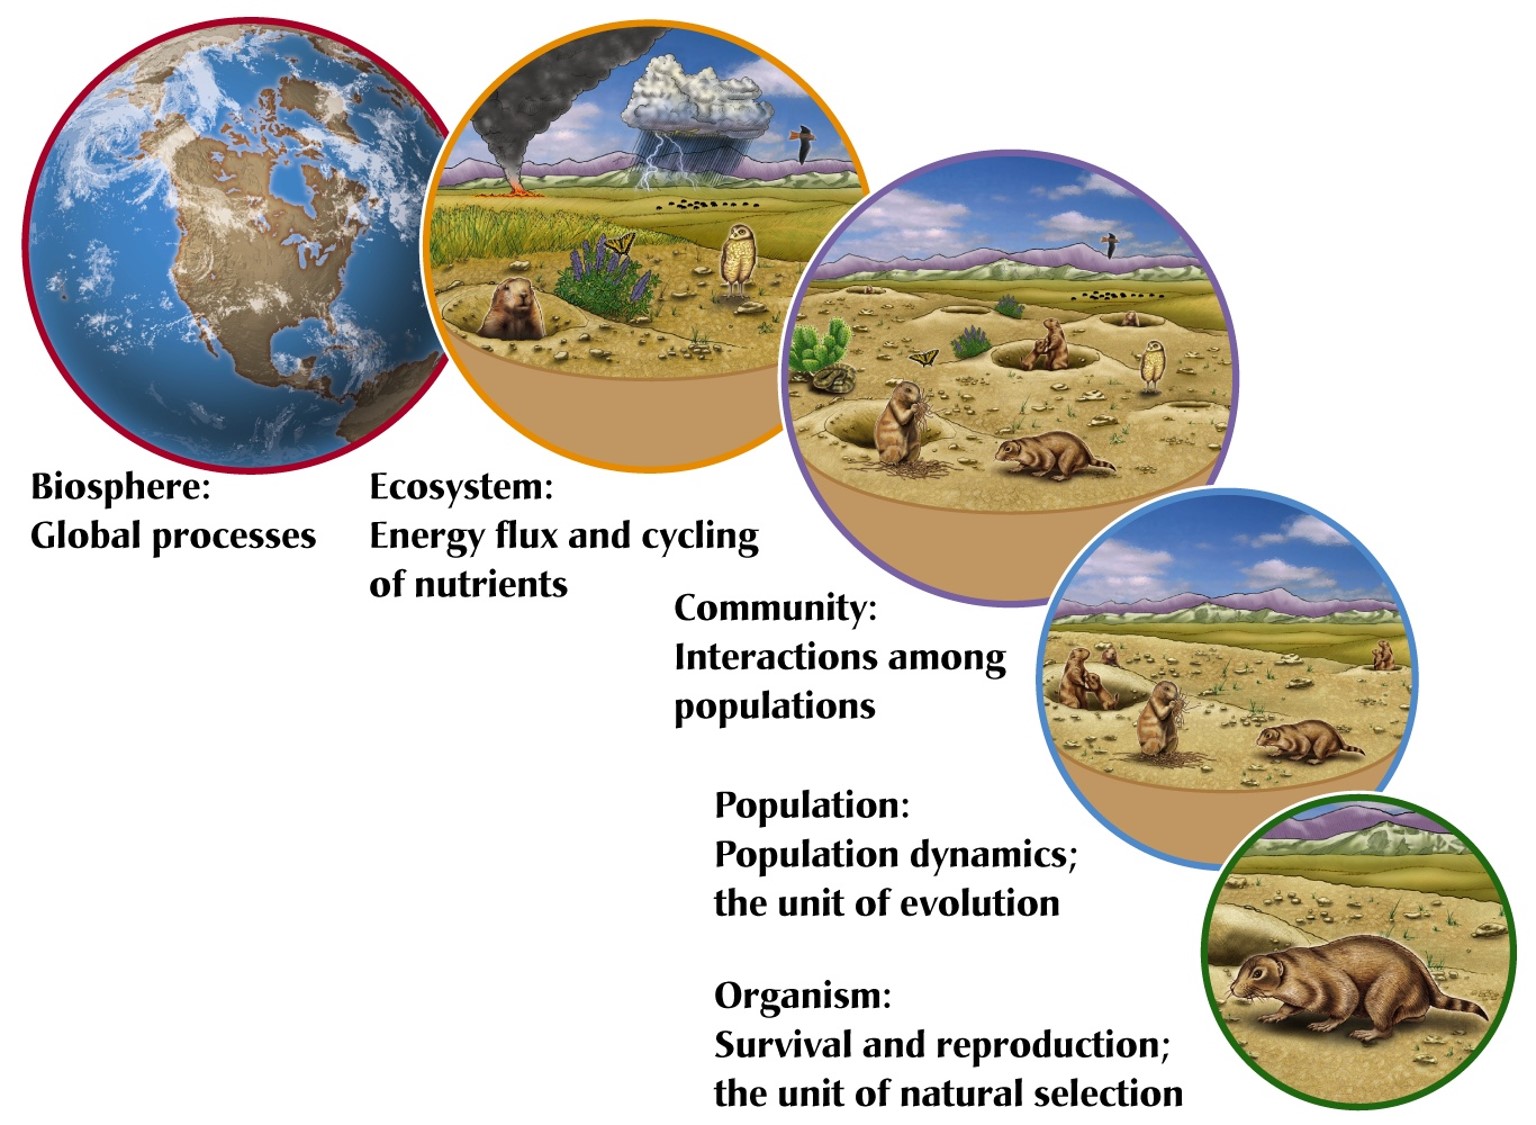 Biosphere:
Global processes
Ecosystem:
Energy flux and cycling
of nutrients
Community:
Interactions among
populations
Population:
Population dynamics;
the unit of evolution
Organism:
Survival and reproduction;
the unit of natural selection